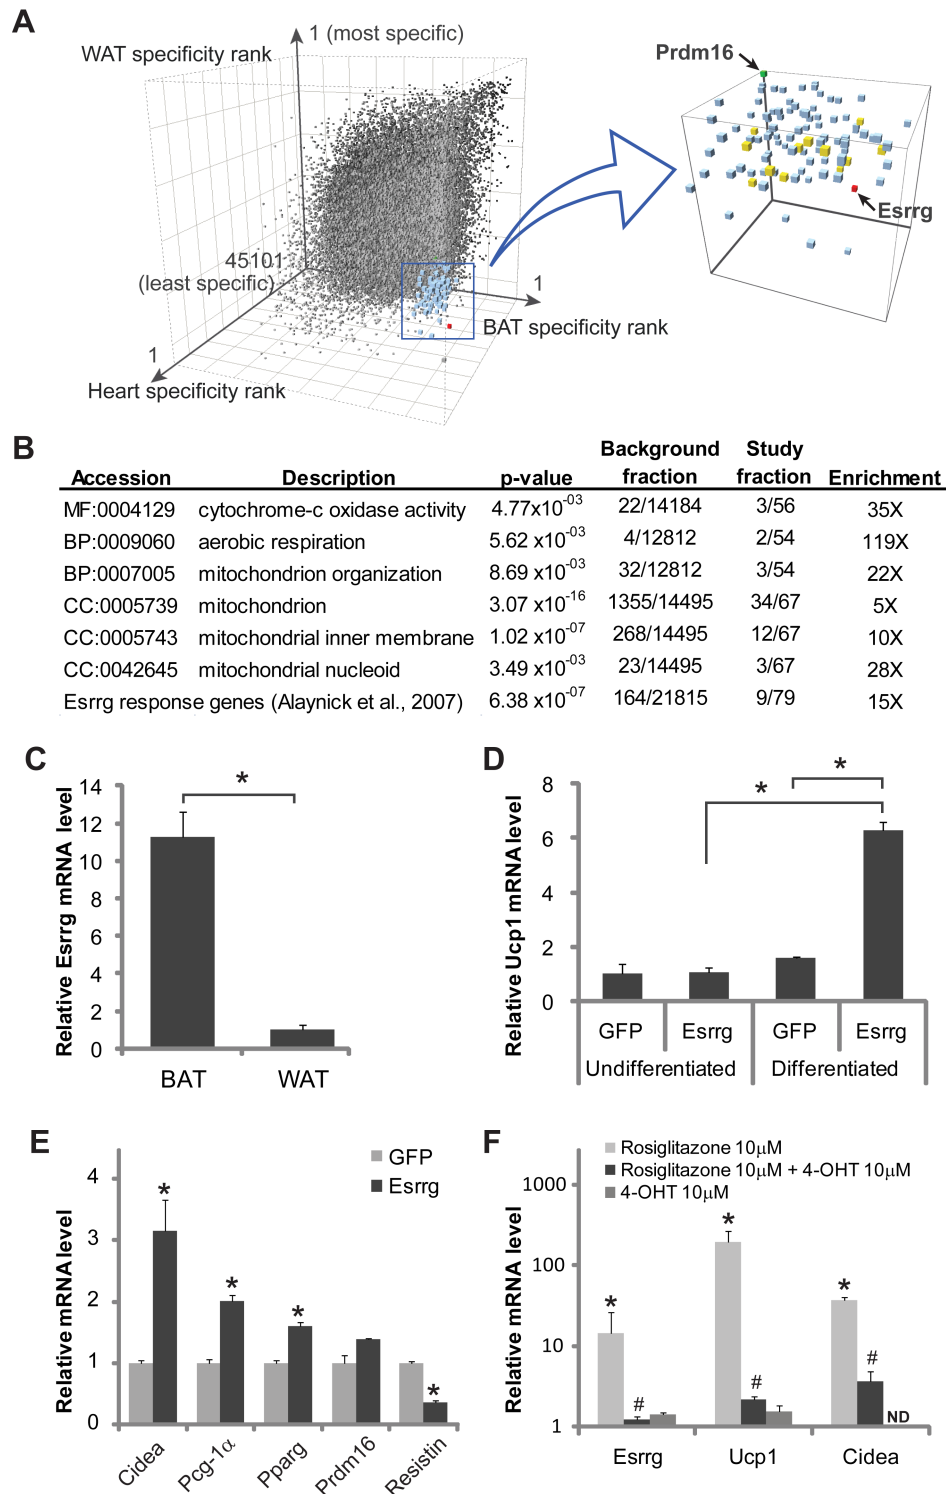 A
WAT specificity rank
1 (most specific)
Prdm16
Esrrg
45101
(least specific)
1
BAT specificity rank
1
Heart specificity rank
B
Accession Description p-value Background fraction Study fraction Enrichment
MF:0004129 cytochrome-c oxidase activity 4.77x10-03 22/14184 3/56 35X
BP:0009060 aerobic respiration 5.62 x10-03 4/12812 2/54 119X
BP:0007005 mitochondrion organization 8.69 x10-03 32/12812 3/54 22X
CC:0005739 mitochondrion 3.07 x10-16 1355/14495 34/67 5X
CC:0005743 mitochondrial inner membrane 1.02 x10-07 268/14495 12/67 10X
CC:0042645 mitochondrial nucleoid 3.49 x10-03 23/14495 3/67 28X
Esrrg response genes (Alaynick et al., 2007) 6.38 x10-07 164/21815 9/79 15X
C
Relative Esrrg mRNA level
14
12
10
8
6
4
2
0
*
BAT WAT
D
Relative Ucp1 mRNA level
8
6
4
2
0
*
*
GFP Esrrg GFP Esrrg
Undifferentiated Differentiated
E
Relative mRNA level
4
3
2
1
0
GFP
Esrrg
*
*
*
*
Cidea Pcg-1α Pparg Prdm16 Resistin
F
Relative mRNA level
Rosiglitazone 10µM
Rosiglitazone 10µM + 4-OHT 10µM
4-OHT 10µM
1000
100
10
1
*
#
*
#
*
#
ND
Esrrg Ucp1 Cidea